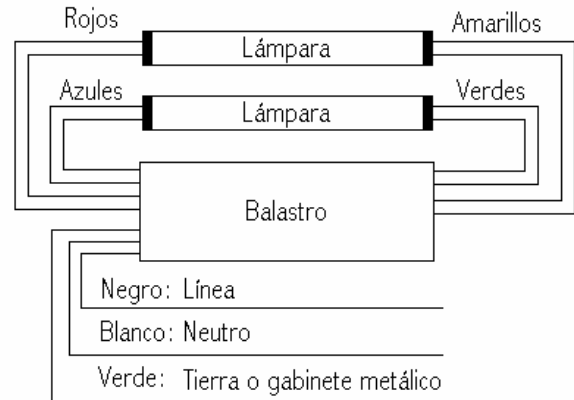 Rojos
Amarillos
Lámpara
Azules
Verdes
Lámpara
Balastro
Negro: Línea
Blanco: Neutro
Verde: Tierra o gabinete metálico